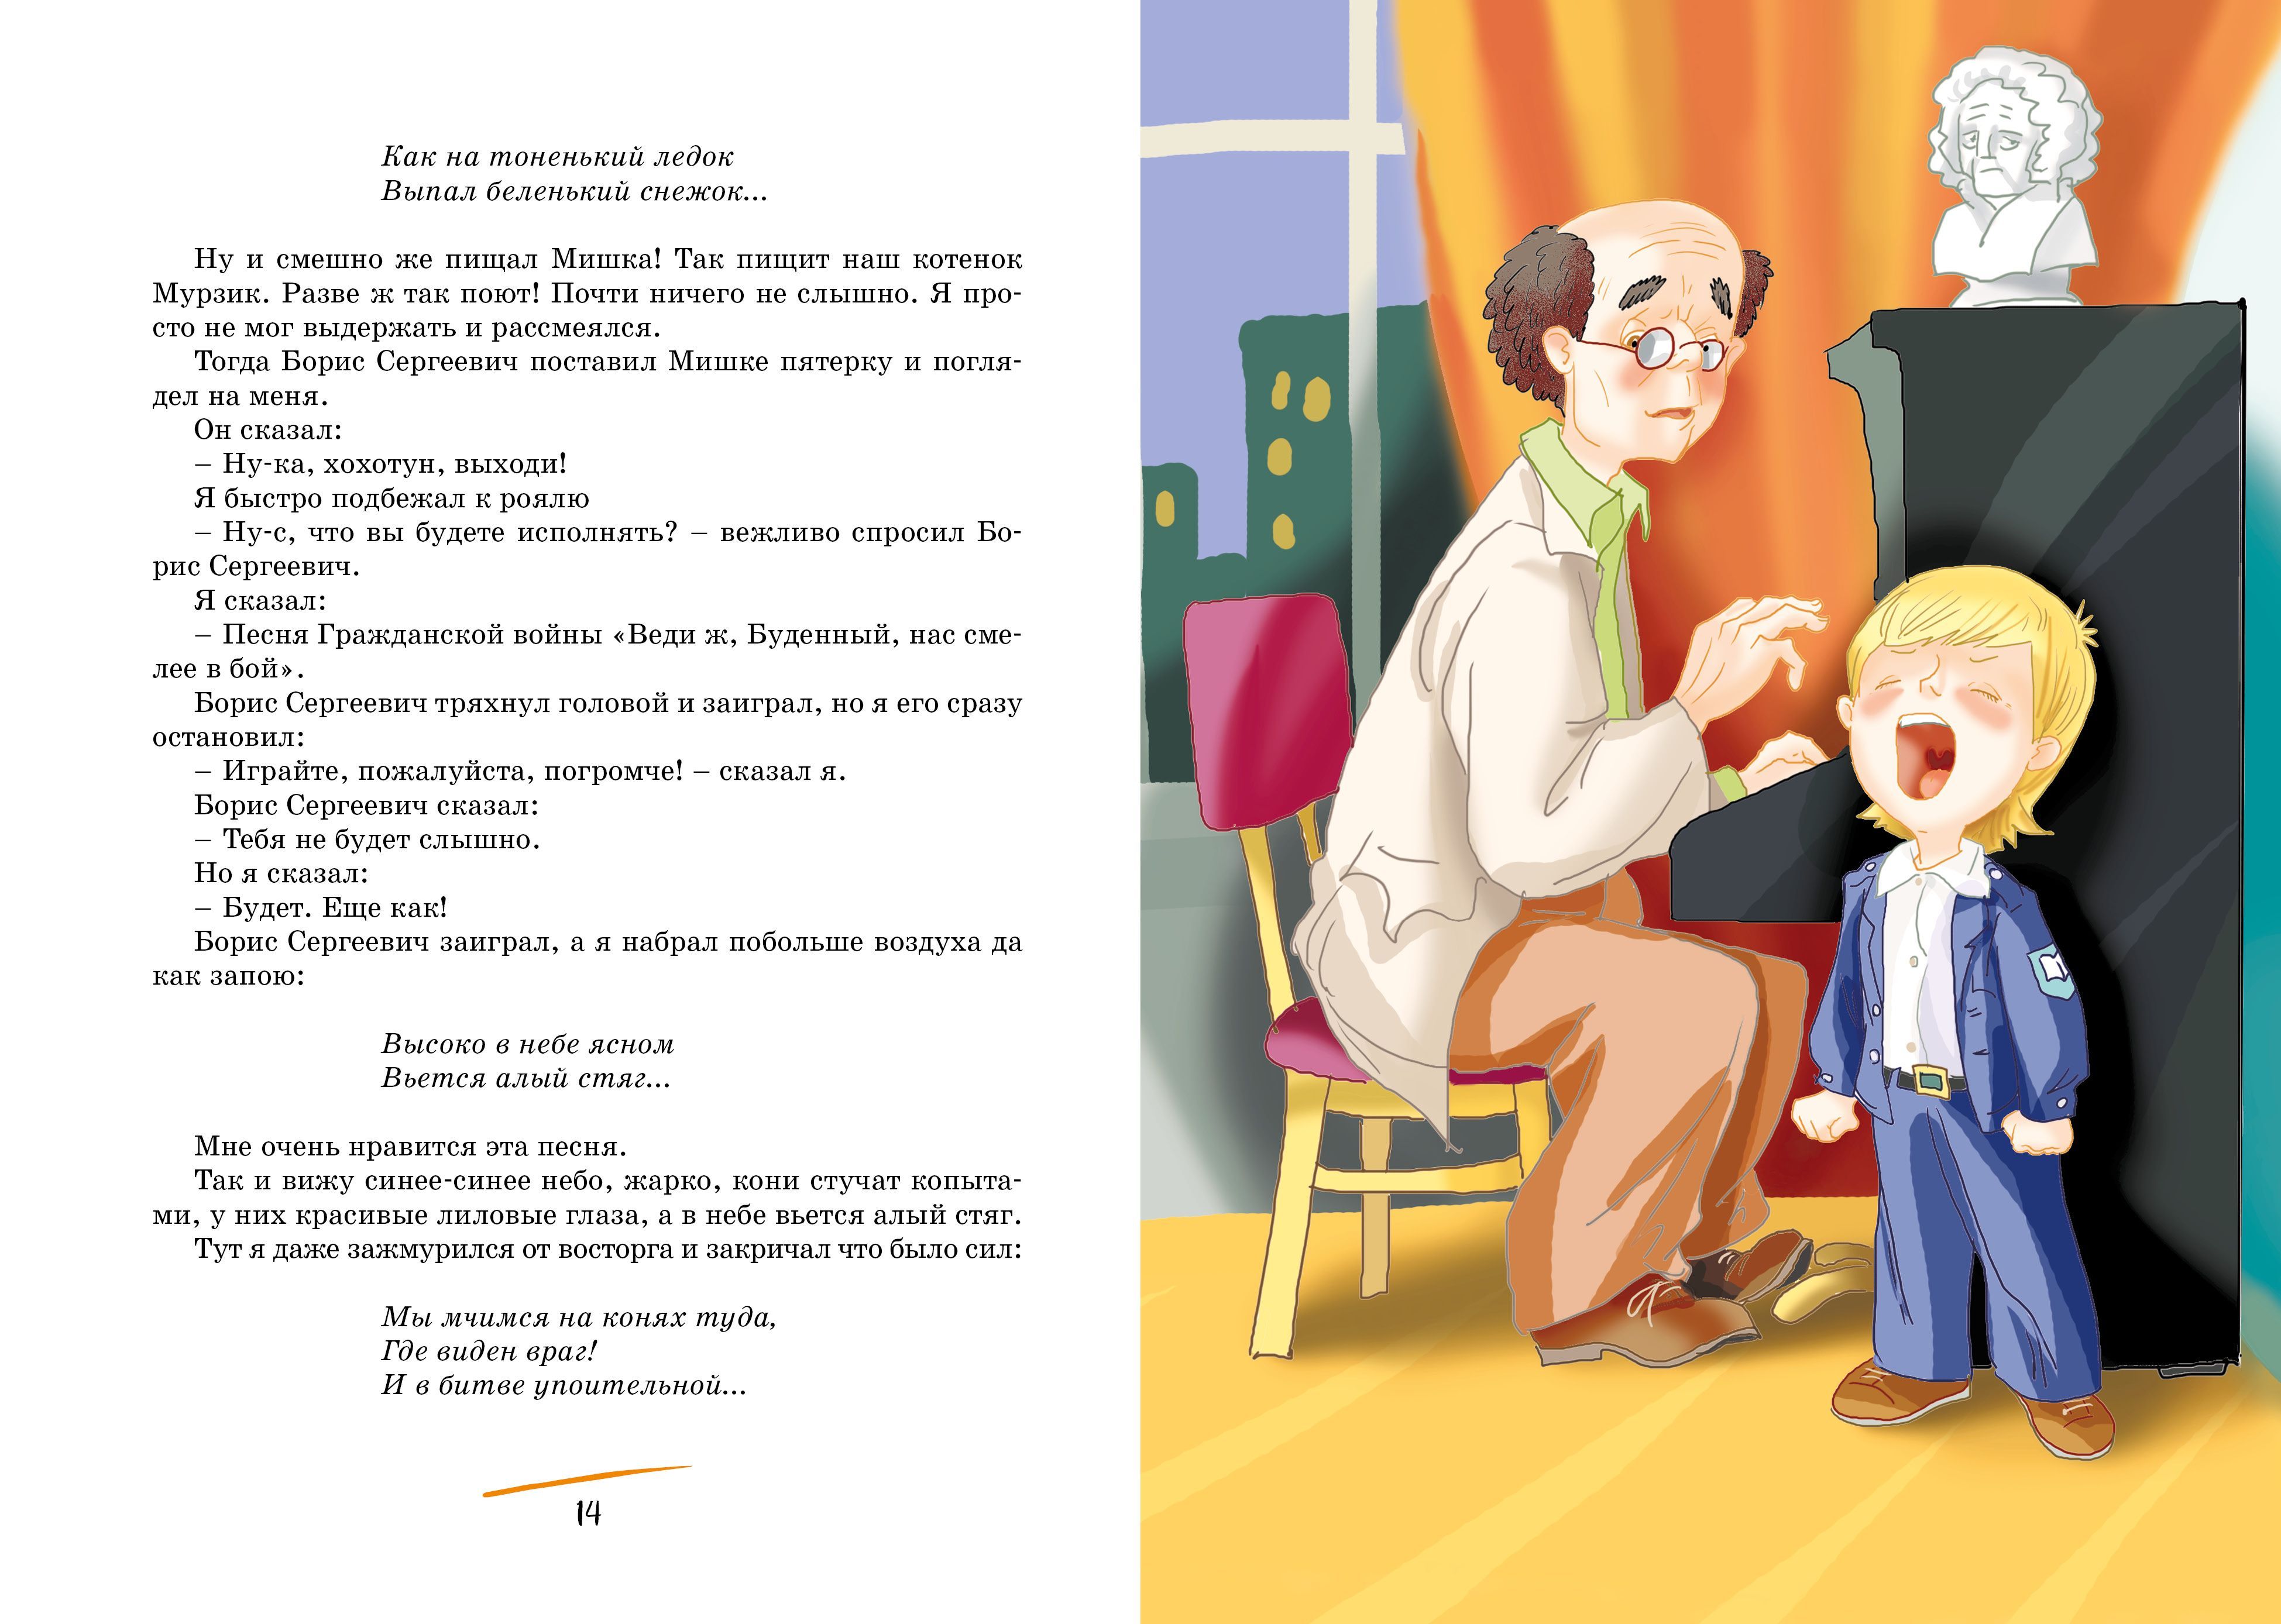 Как на тоненький ледок
Выпал беленький снежок...
Ну и смешно же пищал Мишка! Так пищит наш котенок
Мурзик. Разве ж так поют! Почти ничего не слышно. Я про-
сто не мог выдержать и рассмеялся.
Тогда Борис Сергеевич поставил Мишке пятерку и погля-
дел на меня.
Он сказал:
– Ну-ка, хохотун, выходи!
Я быстро подбежал к роялю
– Ну-с, что вы будете исполнять? – вежливо спросил Бо-
рис Сергеевич.
Я сказал:
– Песня Гражданской войны «Веди ж, Буденный, нас сме-
лее в бой».
Борис Сергеевич тряхнул головой и заиграл, но я его сразу
остановил:
– Играйте, пожалуйста, погромче! – сказал я.
Борис Сергеевич сказал:
– Тебя не будет слышно.
Но я сказал:
– Будет. Еще как!
Борис Сергеевич заиграл, а я набрал побольше воздуха да
как запою:
Высоко в небе ясном
Вьется алый стяг...
Мне очень нравится эта песня.
Так и вижу синее-синее небо, жарко, кони стучат копыта-
ми, у них красивые лиловые глаза, а в небе вьется алый стяг.
Тут я даже зажмурился от восторга и закричал что было сил:
Мы мчимся на конях туда,
Где виден враг!
И в битве упоительной...
14